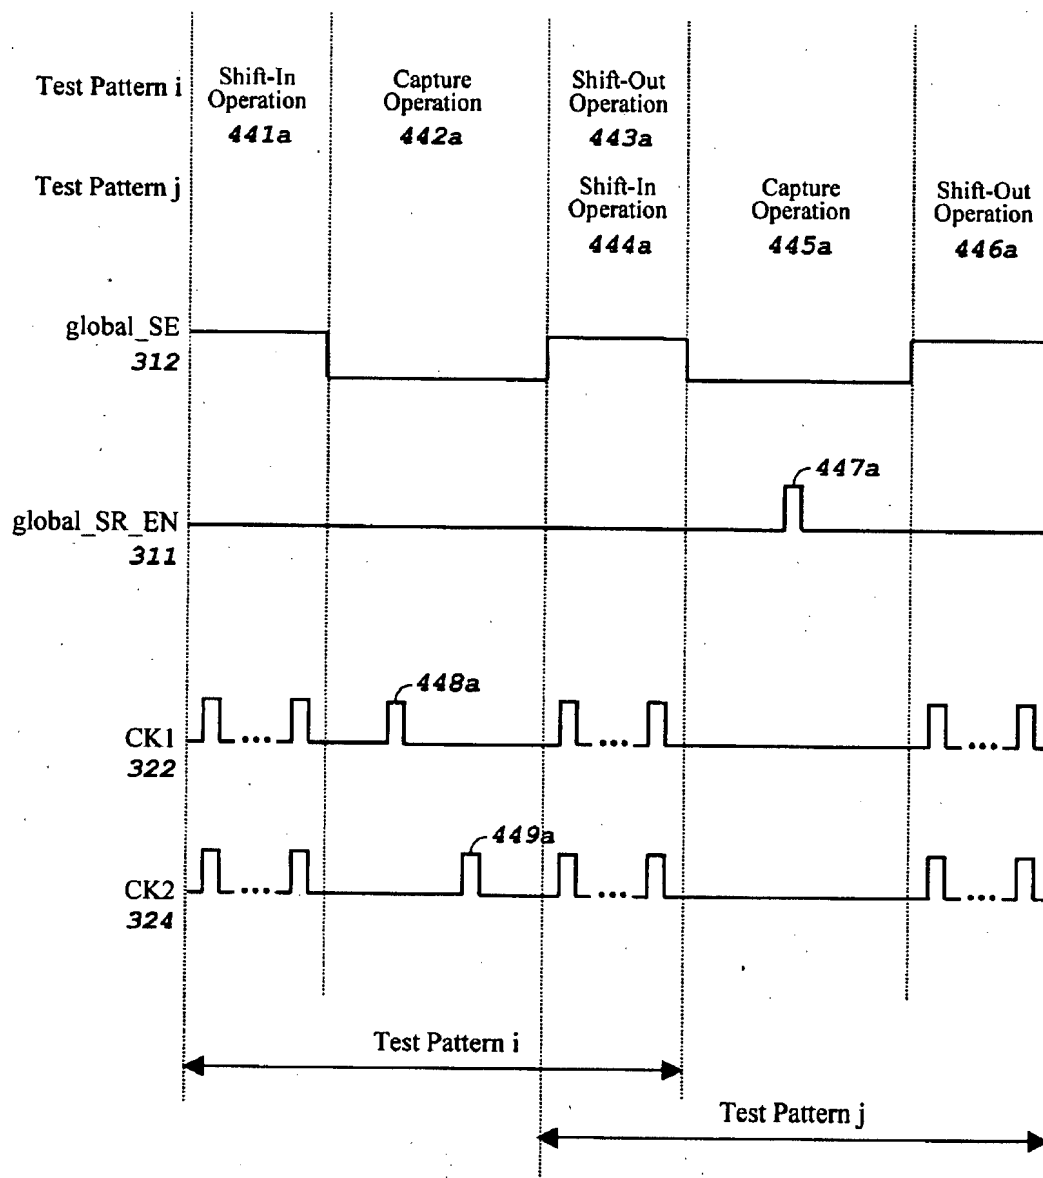 Test Pattern i
Shift-In
Operation
441a
Capture
Operation
442a
Shift-Out
Operation
443a
Test Pattern j
Shift-In
Operation
444a
Capture
Operation
445a
Shift-Out
Operation
446a
global_SE
312
447a
global_SR_EN
311
448a
CK1
322
449a
CK2
324
Test Pattern i
Test Pattern j